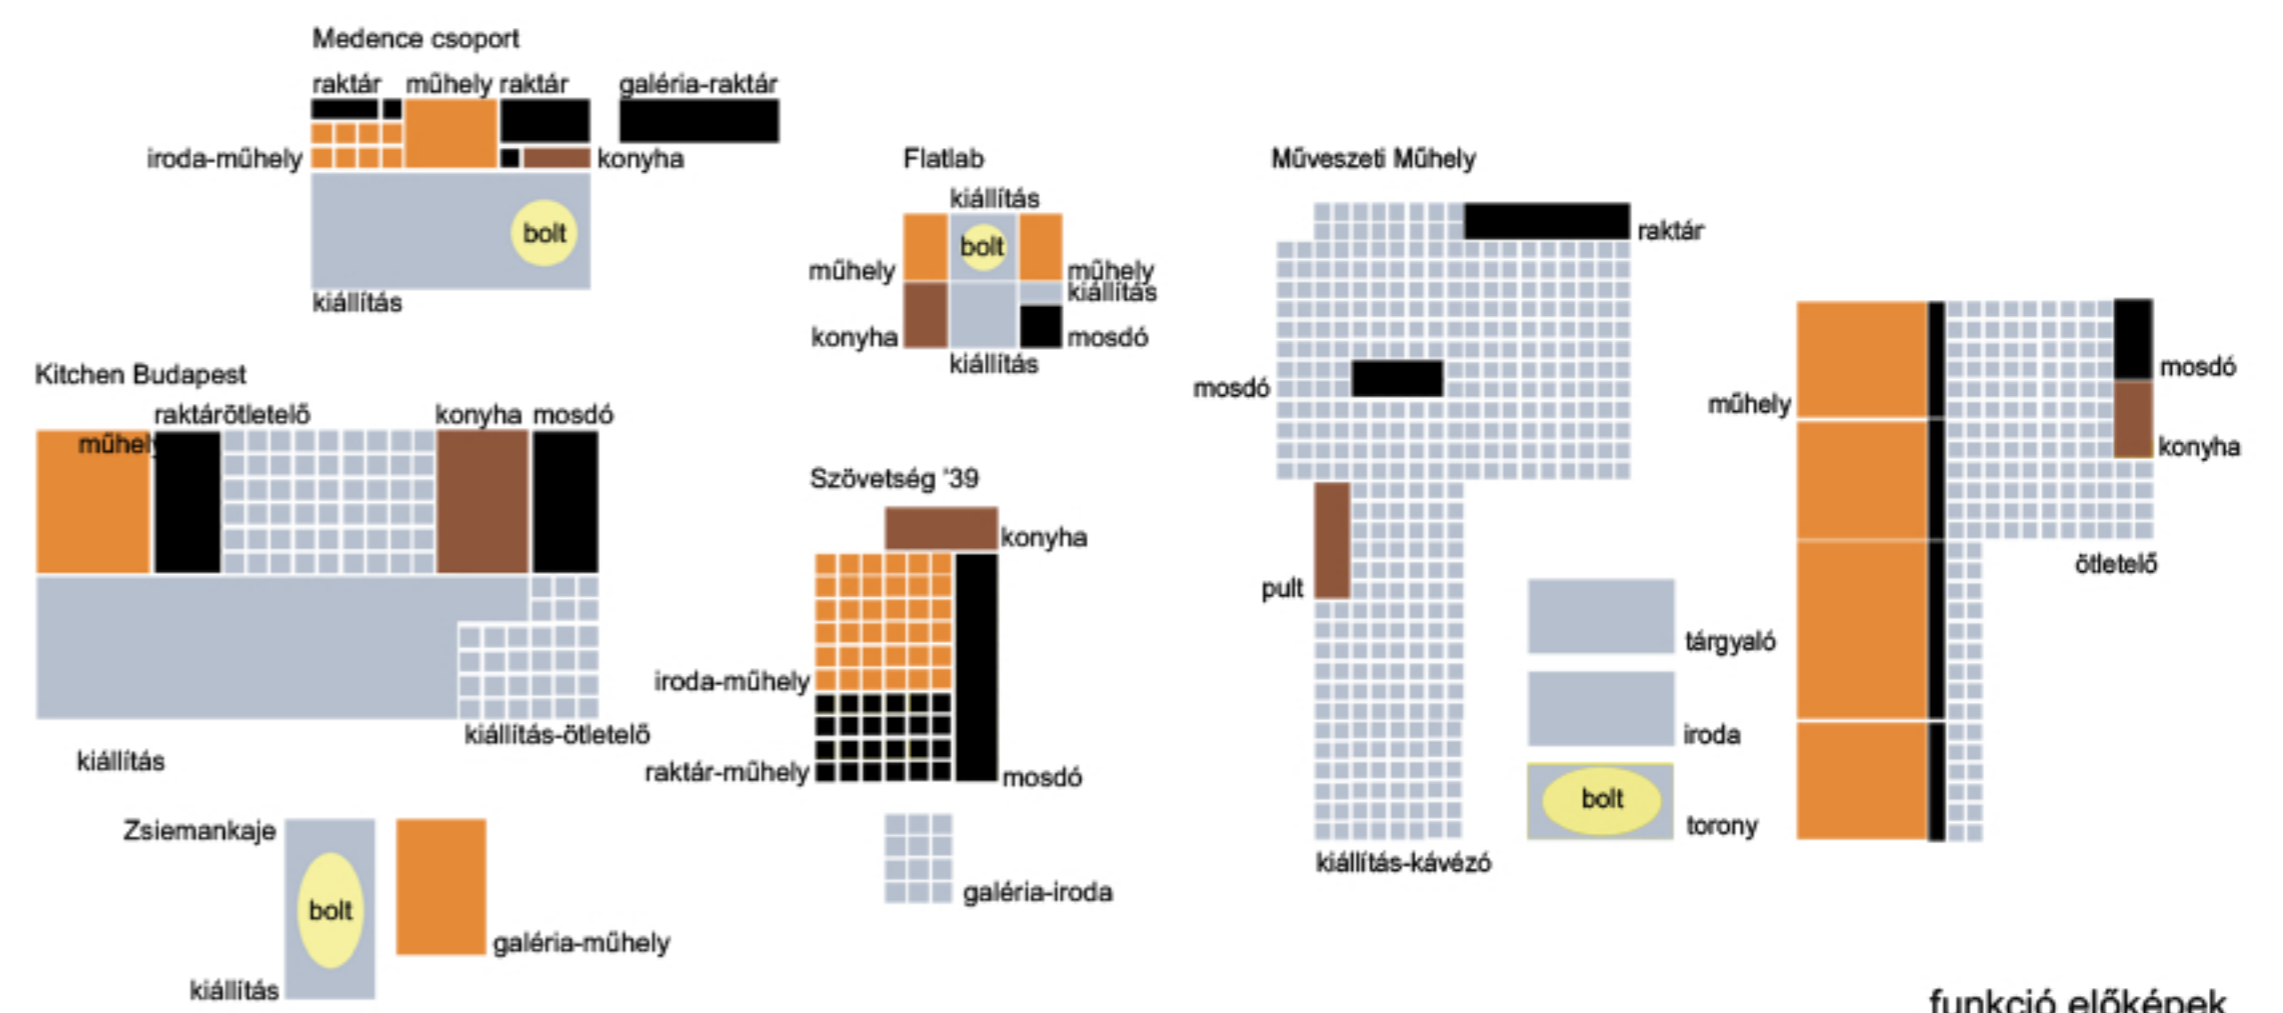 Medence csoport
raktár műhely raktár galéria-raktár
iroda-műhely konyha
bolt
kiállítás
Flatlab
kiállítás
bolt
műhely műhely
kiállítás
konyha mosdó
kiállítás
Műveszeti Műhely
raktár
mosdó
pult
kiállítás-kávézó
tárgyaló
iroda
bolt
torony
műhely
mosdó
konyha
ötletelő
Kitchen Budapest
raktárötletelő konyha mosdó
műhely
kiállítás-ötletelő
kiállítás
Szövetség '39
konyha
iroda-műhely
raktár-műhely mosdó
galéria-iroda
Zsiemankaje
bolt
galéria-műhely
kiállítás
funkció előképek